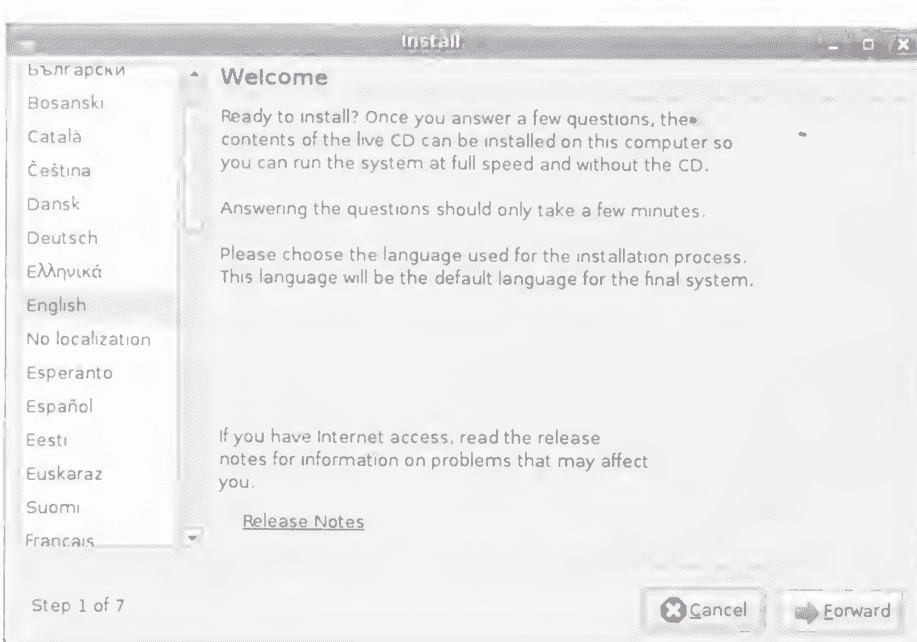 Install
Български
Bosanski
Català
Čeština
Dansk
Deutsch
Ελληνικά
English
No localization
Esperanto
Español
Eesti
Euskaraz
Suomi
Français
Welcome
Ready to install? Once you answer a few questions, the
contents of the live CD can be installed on this computer so
you can run the system at full speed and without the CD.
Answering the questions should only take a few minutes.
Please choose the language used for the installation process.
This language will be the default language for the final system.
If you have Internet access, read the release
notes for information on problems that may affect
you.
Release Notes
Step 1 of 7
Cancel
Forward